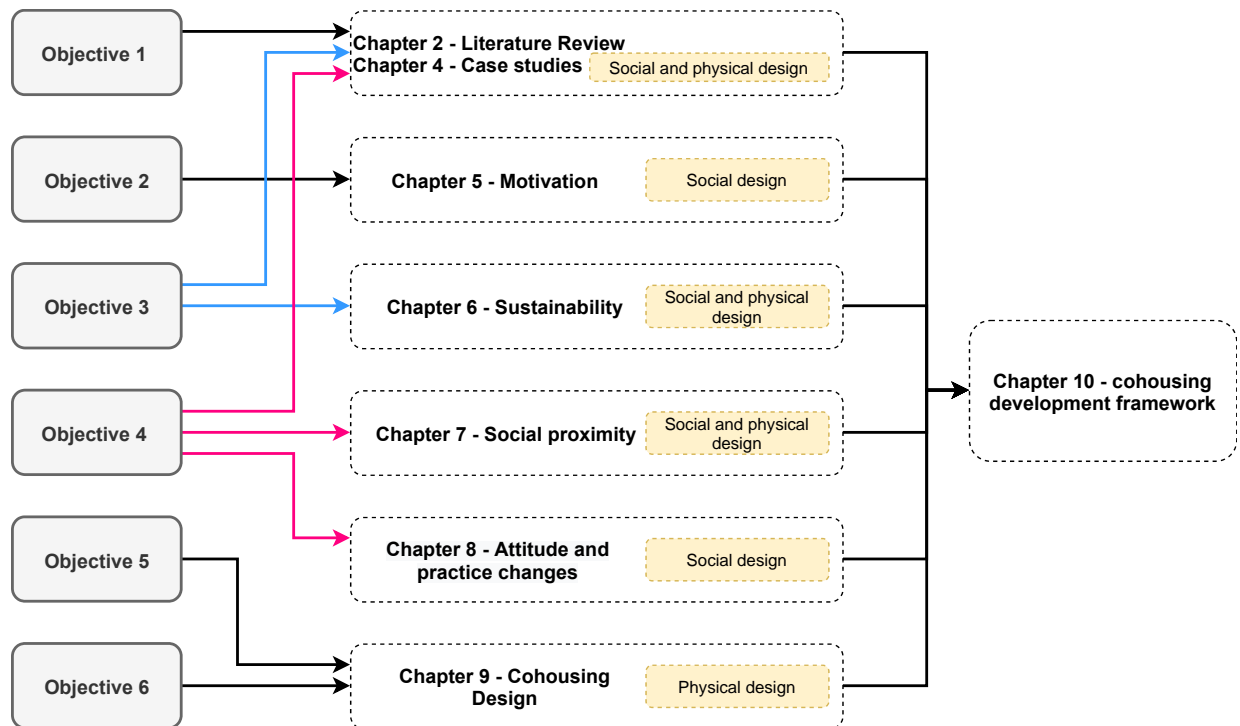 Objective 1
Chapter 2 - Literature Review
Chapter 4 - Case studies
Social and physical design
Objective 2
Chapter 5 - Motivation
Social design
Objective 3
Chapter 6 - Sustainability
Social and physical
design
Chapter 10 - cohousing
development framework
Objective 4
Chapter 7 - Social proximity
Social and physical
design
Objective 5
Chapter 8 - Attitude and
practice changes
Social design
Objective 6
Chapter 9 - Cohousing
Design
Physical design